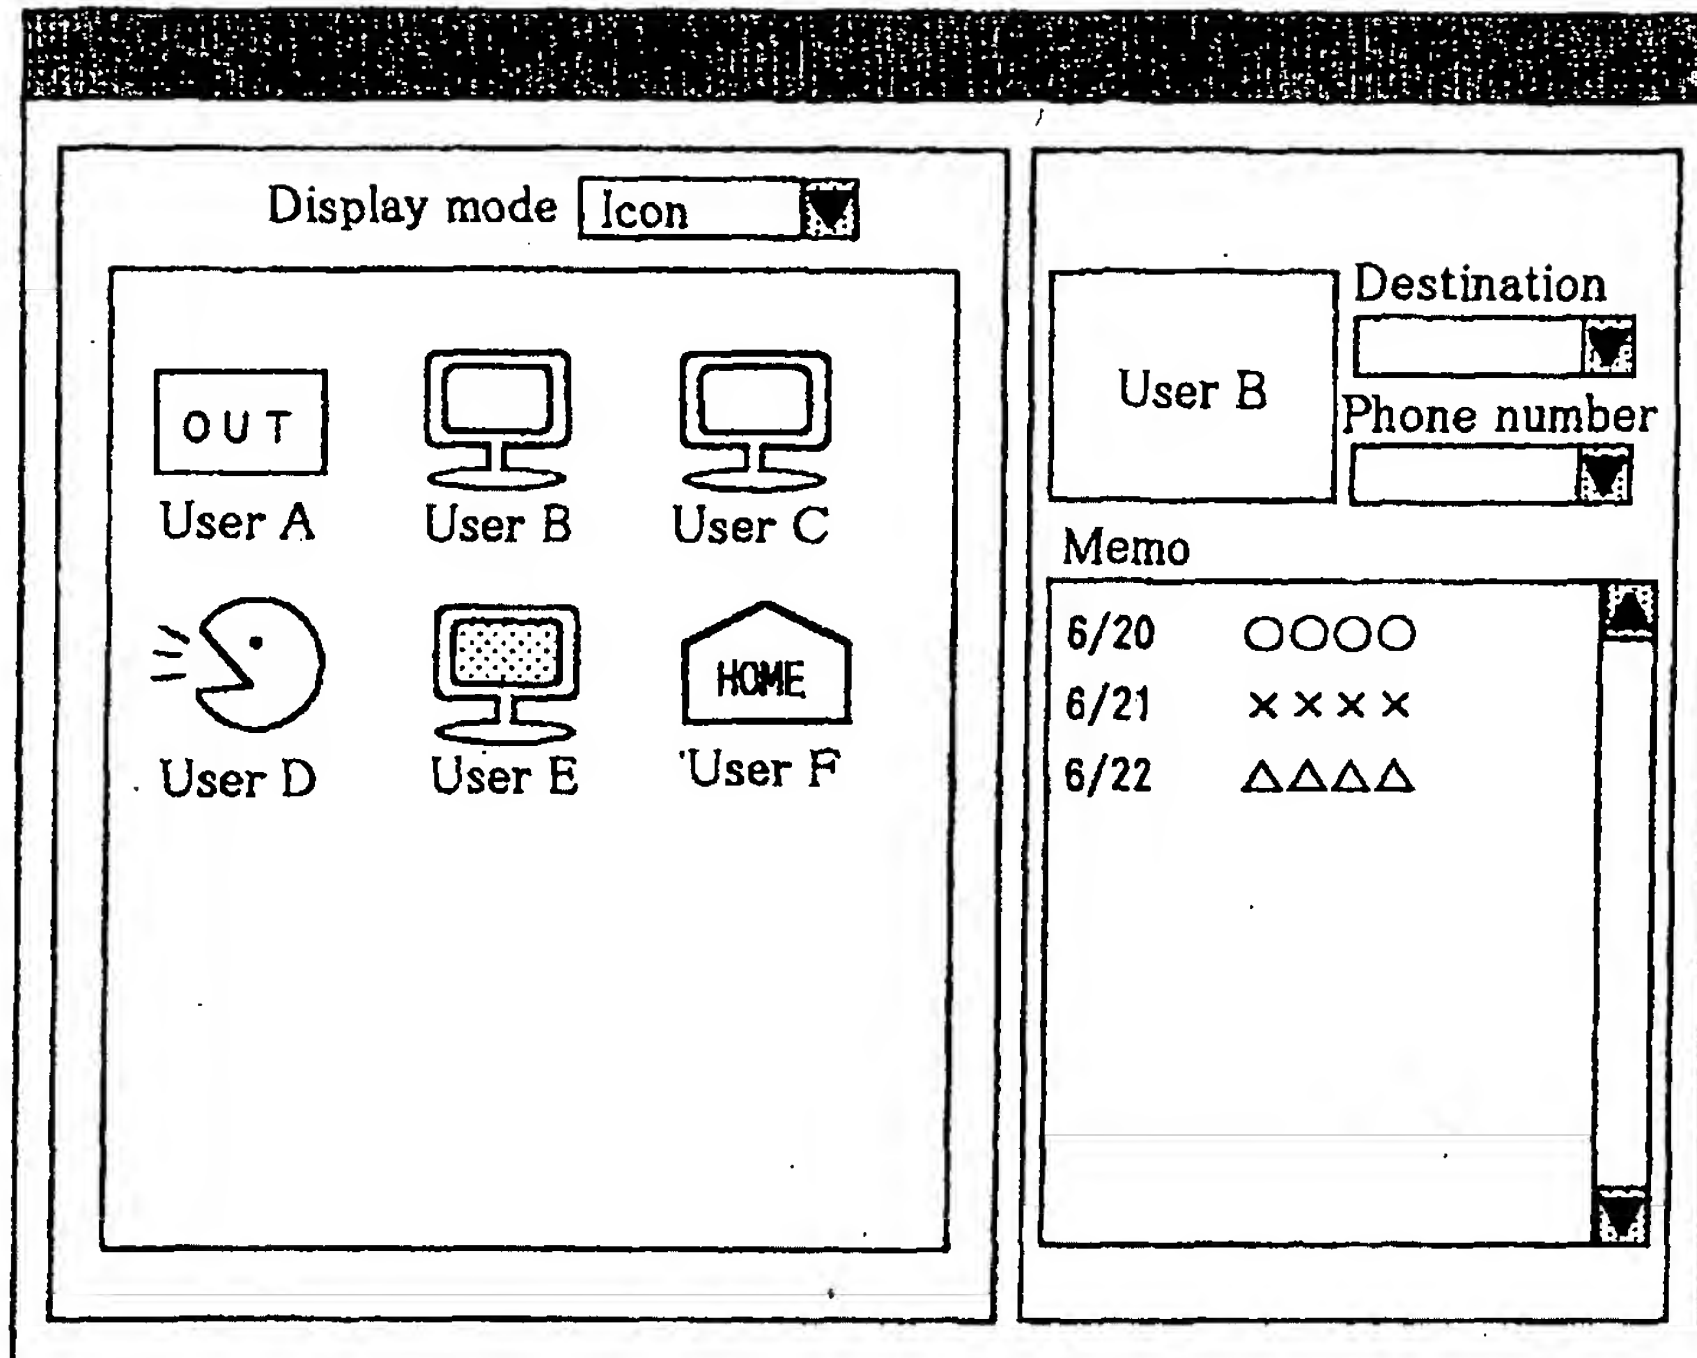 Display mode Icon
OUT
User A User B User C
HOME
User D User E User F
User B
Destination
Phone number
Memo
6/20 ○○○○
6/21 ××××
6/22 △△△△